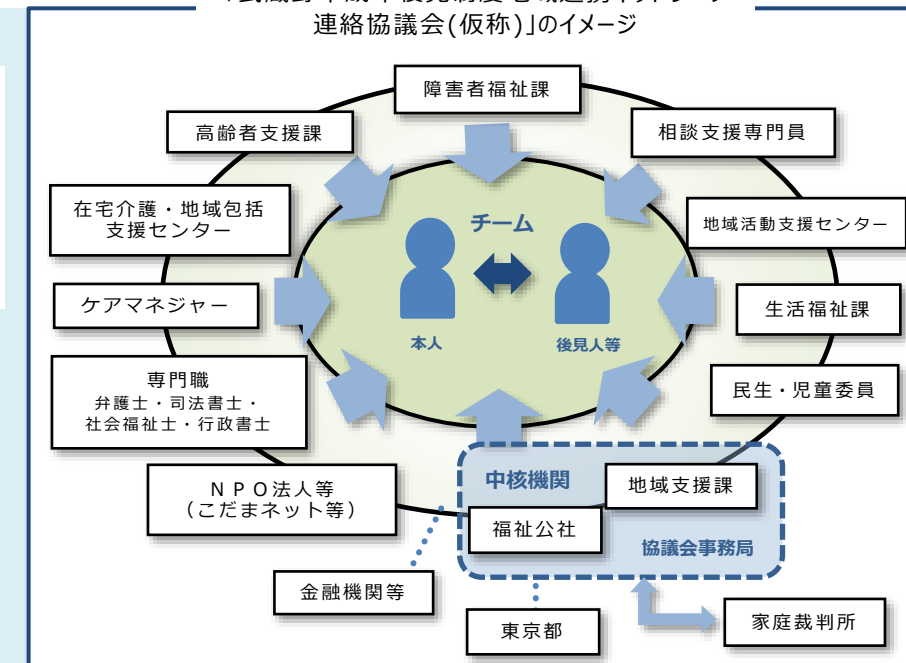 連絡協議会(仮称)」のイメージ
障害者福祉課
高齢者支援課
相談支援専門員
在宅介護・地域包括
支援センター
チーム
地域活動支援センター
ケアマネジャー
本人
後見人等
生活福祉課
専門職
弁護士・司法書士・
社会福祉士・行政書士
民生・児童委員
NPO法人等
(こだまネット等)
中核機関
地域支援課
福祉公社
協議会事務局
金融機関等
東京都
家庭裁判所